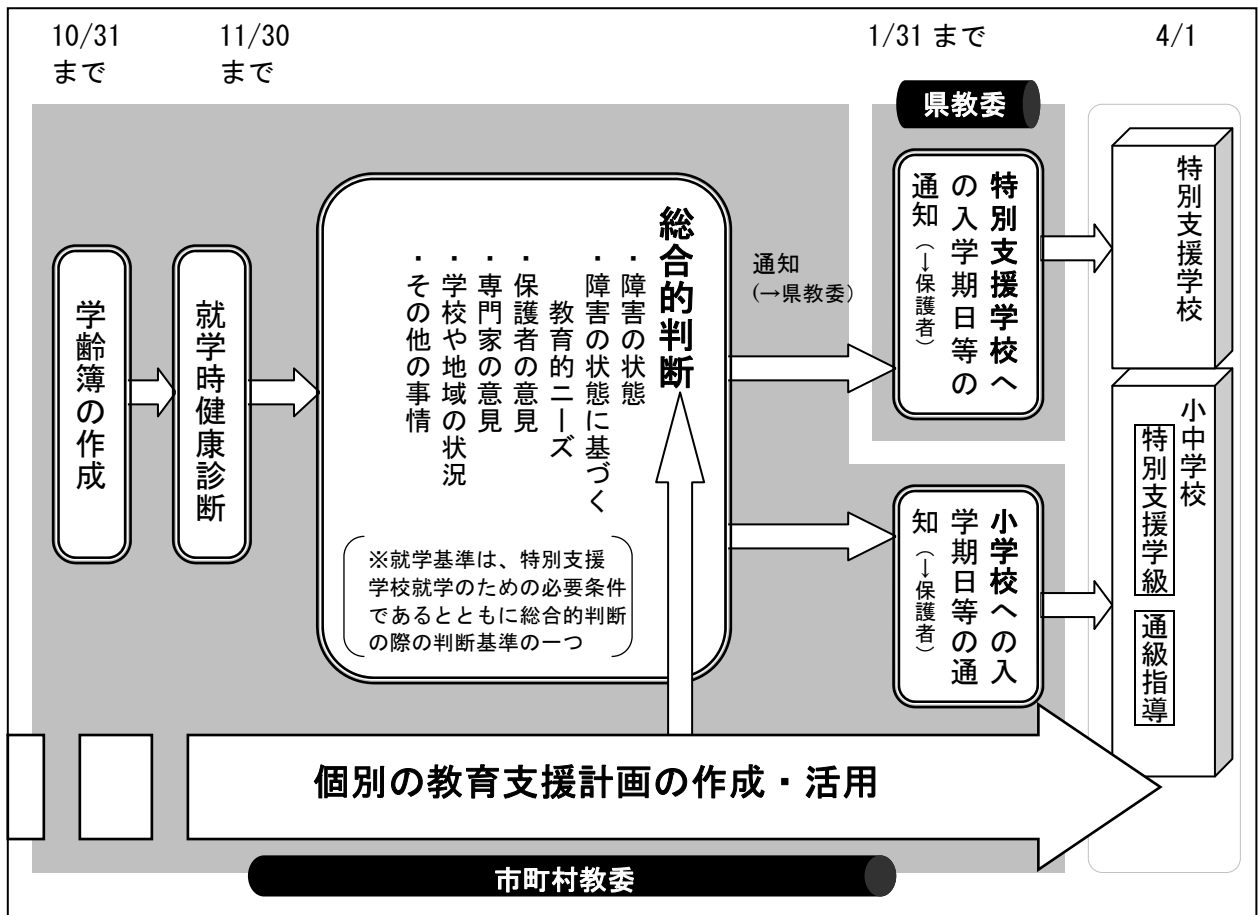 10/31
まで
11/30
まで
1/31 まで
4/1
県教委
学齢簿の作成
就学時健康診断
総合的判断
・障害の状態
・障害の状態に基づく
教育的ニーズ
・保護者の意見
・専門家の意見
・学校や地域の状況
・その他の事情
※就学基準は、特別支援
学校就学のための必要条件
であるとともに総合的判断
の際の判断基準の一つ
通知
(→県教委)
特別支援学校へ
の入学期日等の
通知(→保護者)
小学校への入
学期日等の通
知(→保護者)
特別支援学校
小中学校
特別支援学級
通級指導
個別の教育支援計画の作成・活用
市町村教委